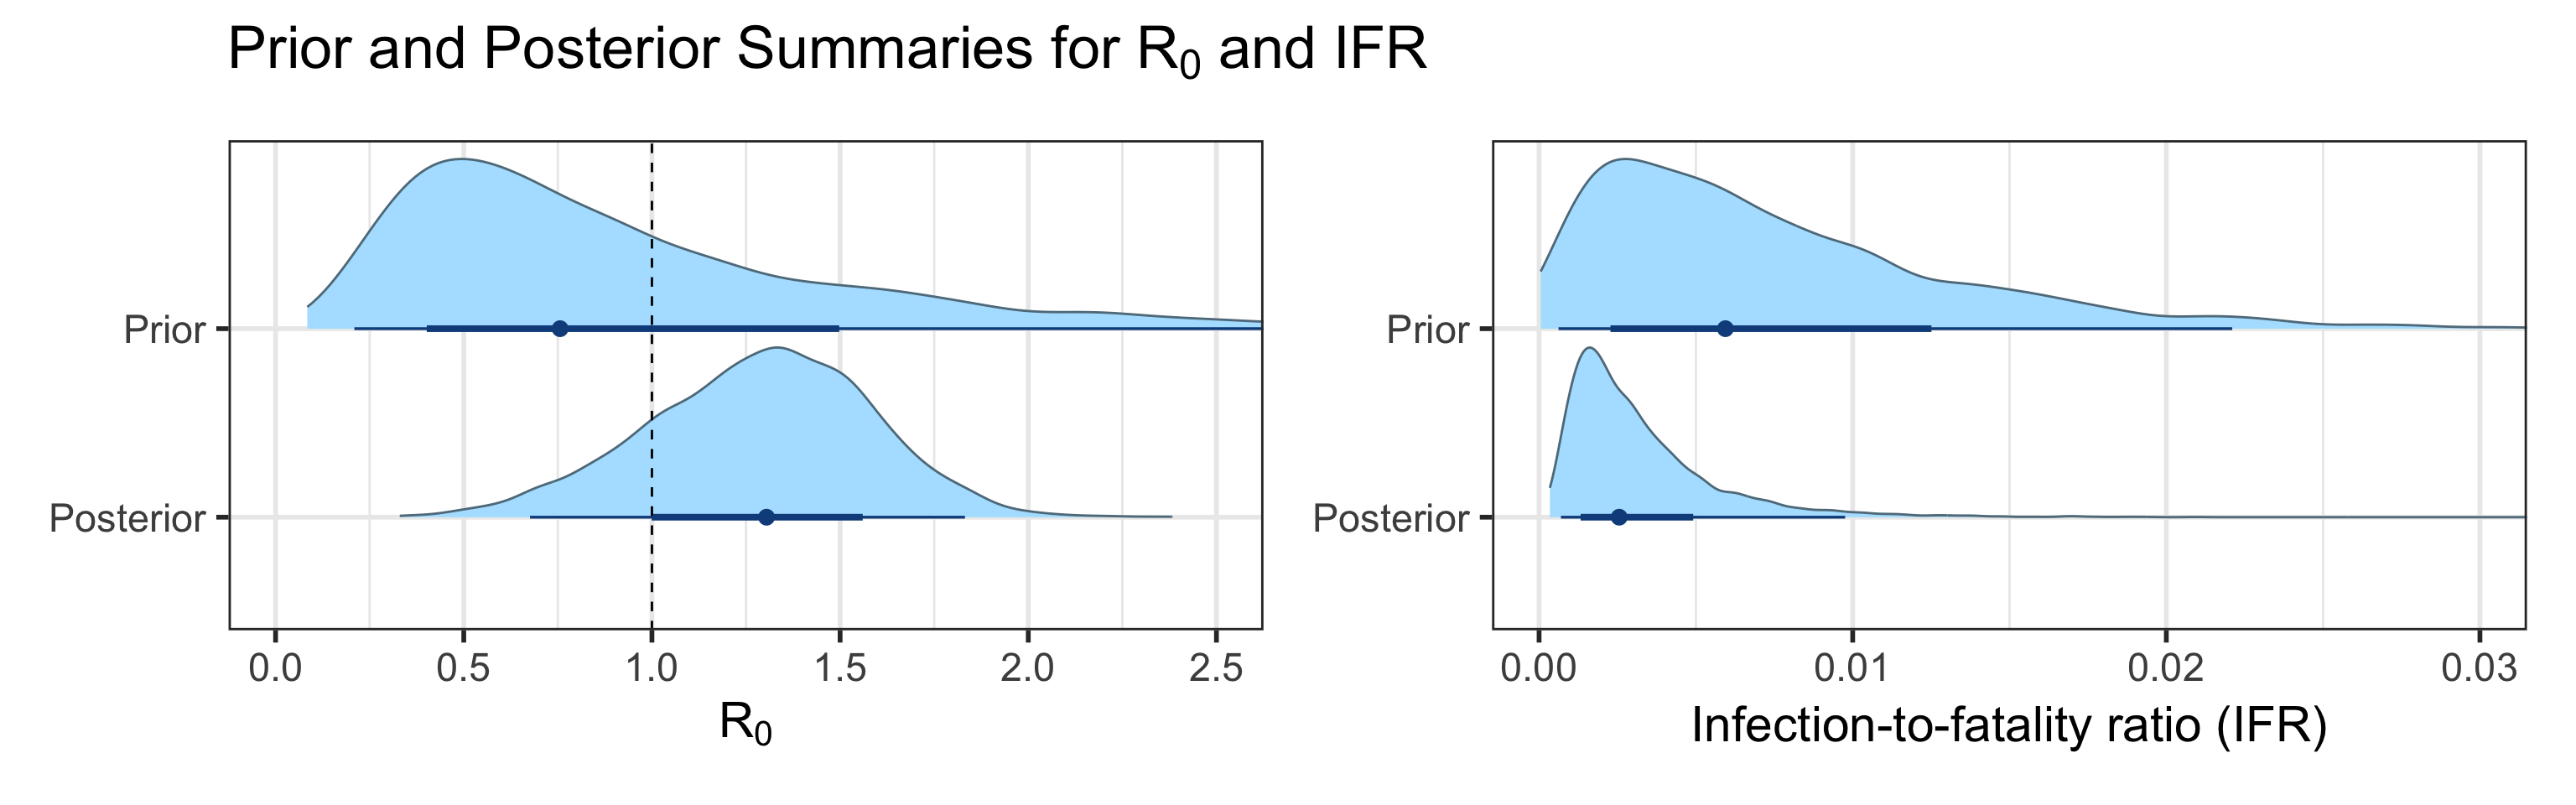 Prior and Posterior Summaries for R₀ and IFR
Prior
Posterior
0.0 0.5 1.0 1.5 2.0 2.5
R₀
Prior
Posterior
0.00 0.01 0.02 0.03
Infection-to-fatality ratio (IFR)